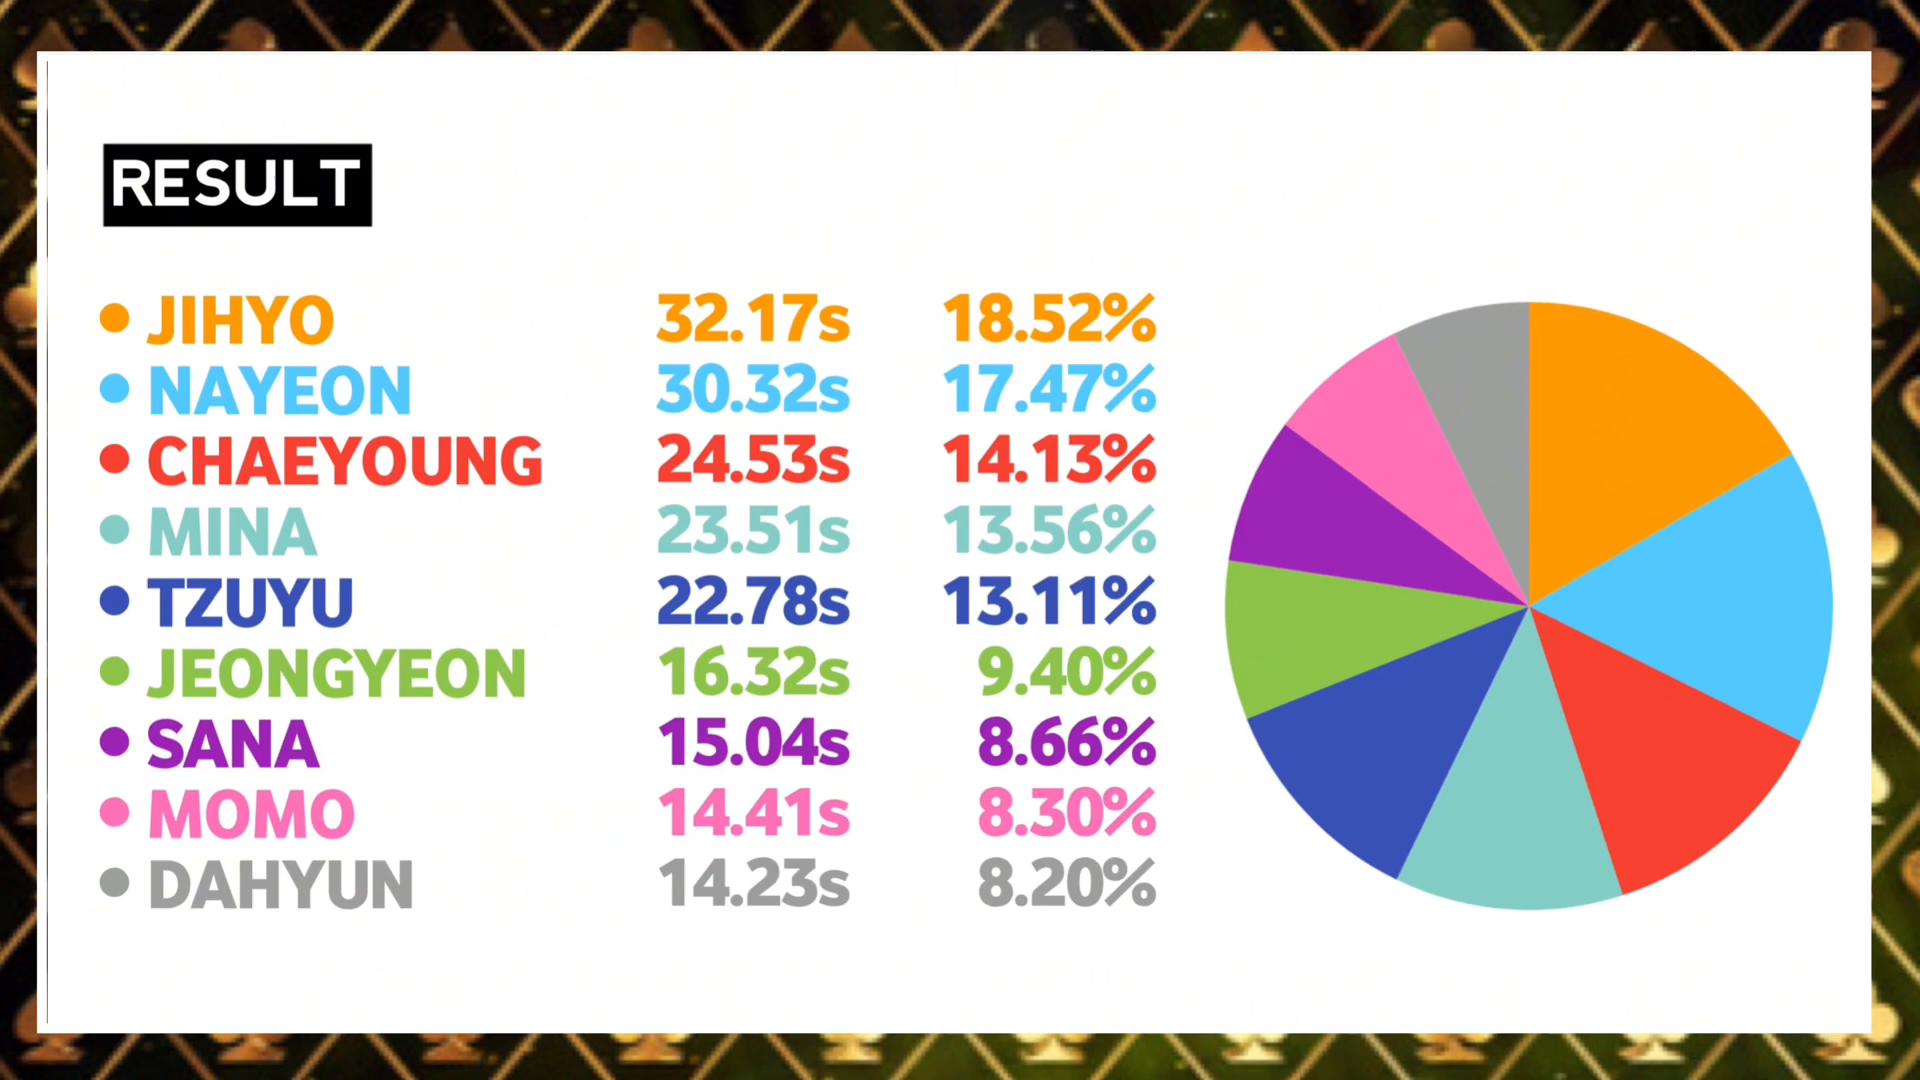 RESULT
JIHYO 32.17s 18.52%
NAYEON 30.32s 17.47%
CHAEYOUNG 24.53s 14.13%
MINA 23.51s 13.56%
TZUYU 22.78s 13.11%
JEONGYEON 16.32s 9.40%
SANA 15.04s 8.66%
MOMO 14.41s 8.30%
DAHYUN 14.23s 8.20%